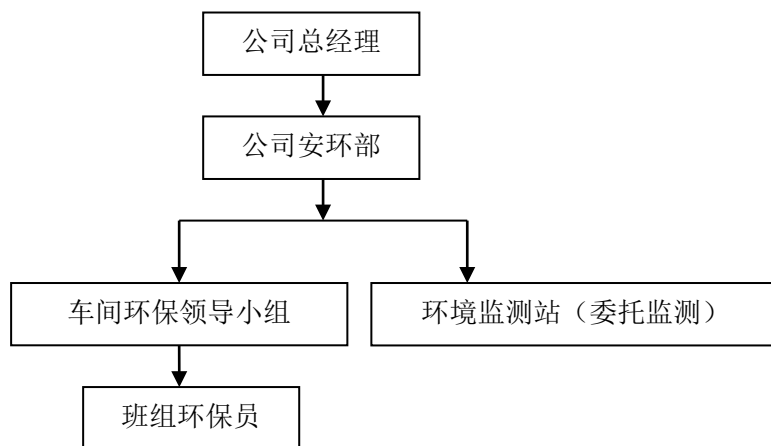 公司总经理
公司安环部
车间环保领导小组
环境监测站（委托监测）
班组环保员